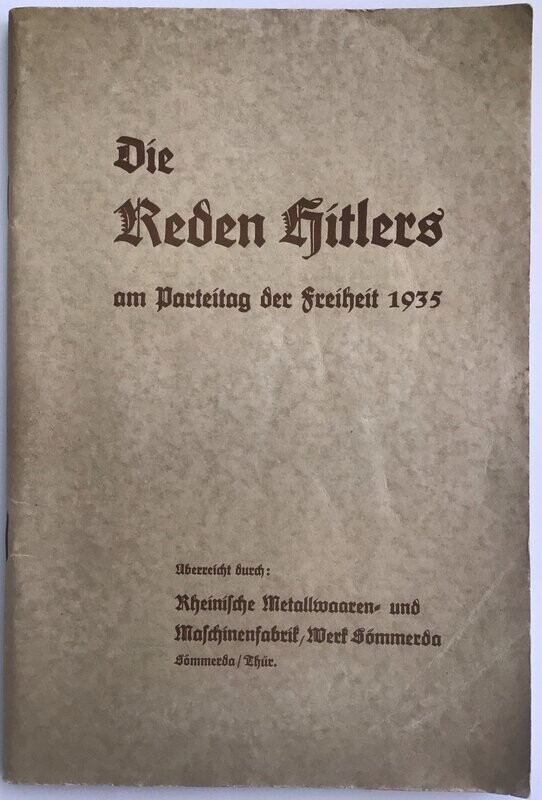 Die
Reden Hitlers
am Parteitag der Freiheit 1935
Überreicht durch:
Rheinische Metallwaaren- und
Maschinenfabrik, Werk Sömmerda
Sömmerda / Thür.